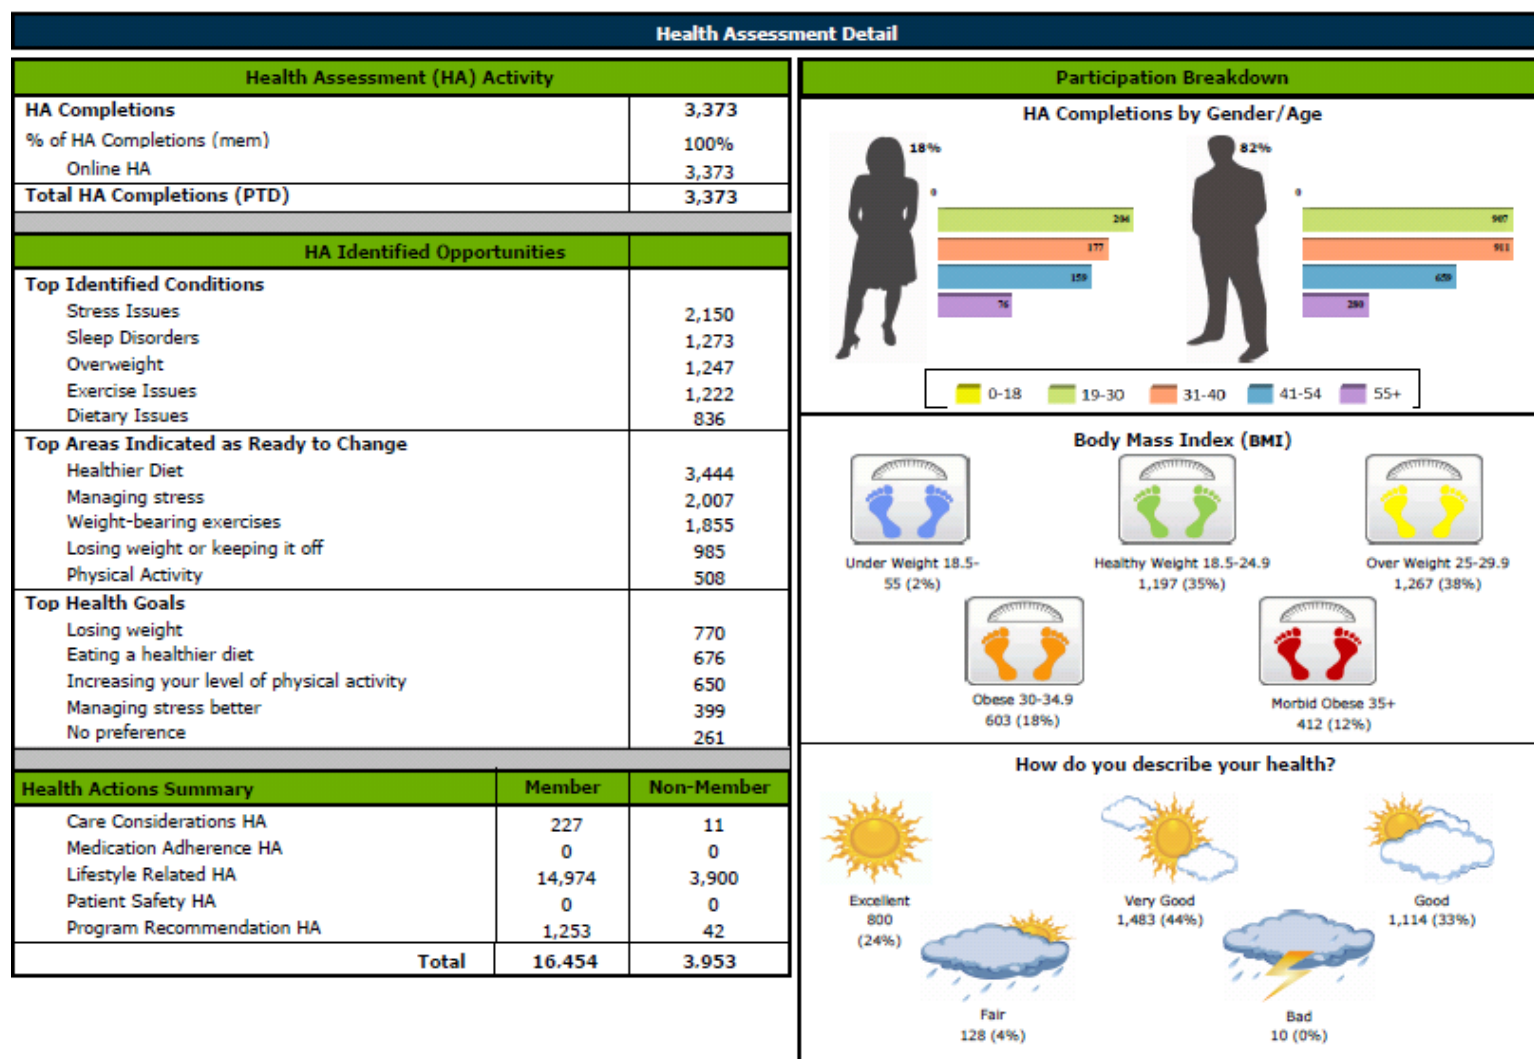 Health Assessment Detail
Health Assessment (HA) Activity
HA Completions 3,373
% of HA Completions (mem) 100%
Online HA 3,373
Total HA Completions (PTD) 3,373
HA Identified Opportunities
Top Identified Conditions
Stress Issues 2,150
Sleep Disorders 1,273
Overweight 1,247
Exercise Issues 1,222
Dietary Issues 836
Top Areas Indicated as Ready to Change
Healthier Diet 3,444
Managing stress 2,007
Weight-bearing exercises 1,855
Losing weight or keeping it off 985
Physical Activity 508
Top Health Goals
Losing weight 770
Eating a healthier diet 676
Increasing your level of physical activity 650
Managing stress better 399
No preference 261
Health Actions Summary Member Non-Member
Care Considerations HA 227 11
Medication Adherence HA 0 0
Lifestyle Related HA 14,974 3,900
Patient Safety HA 0 0
Program Recommendation HA 1,253 42
Total 16,454 3,953
Participation Breakdown
HA Completions by Gender/Age
18% 82%
0 0
204 907
177 911
159 659
76 280
0-18 19-30 31-40 41-54 55+
Body Mass Index (BMI)
Under Weight 18.5- Healthy Weight 18.5-24.9 Over Weight 25-29.9
55 (2%) 1,197 (35%) 1,267 (38%)
Obese 30-34.9 Morbid Obese 35+
603 (18%) 412 (12%)
How do you describe your health?
Excellent Very Good Good
800 1,483 (44%) 1,114 (33%)
(24%)
Fair Bad
128 (4%) 10 (0%)